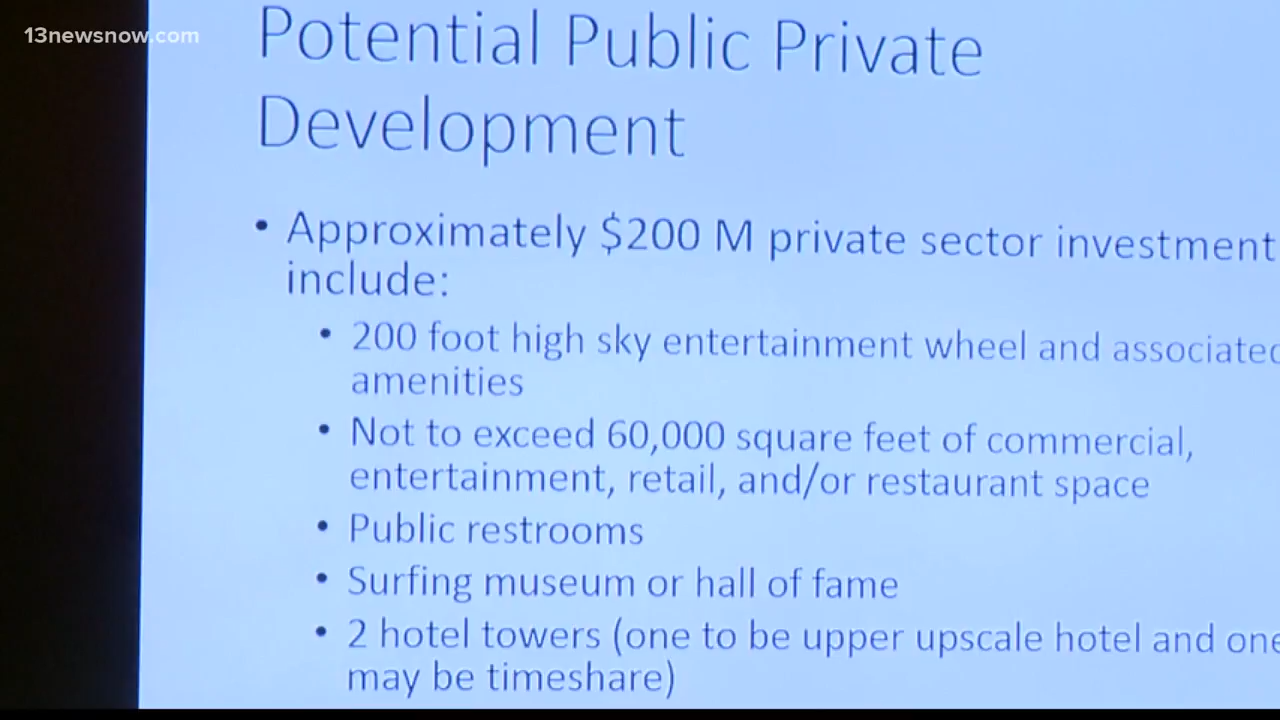 13newsnow.com
Potential Public Private
Development
• Approximately $200 M private sector investment
include:
• 200 foot high sky entertainment wheel and associated
amenities
• Not to exceed 60,000 square feet of commercial,
entertainment, retail, and/or restaurant space
• Public restrooms
• Surfing museum or hall of fame
• 2 hotel towers (one to be upper upscale hotel and one
may be timeshare)